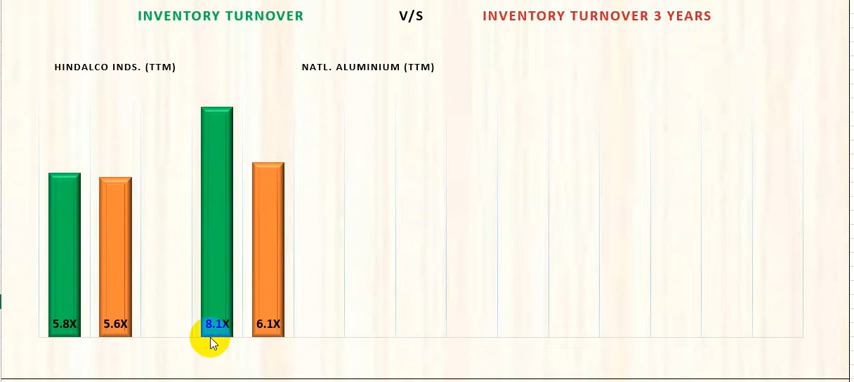 INVENTORY TURNOVER V/S INVENTORY TURNOVER 3 YEARS
HINDALCO INDS. (TTM) NATL. ALUMINIUM (TTM)
5.8X 5.6X 8.1X 6.1X